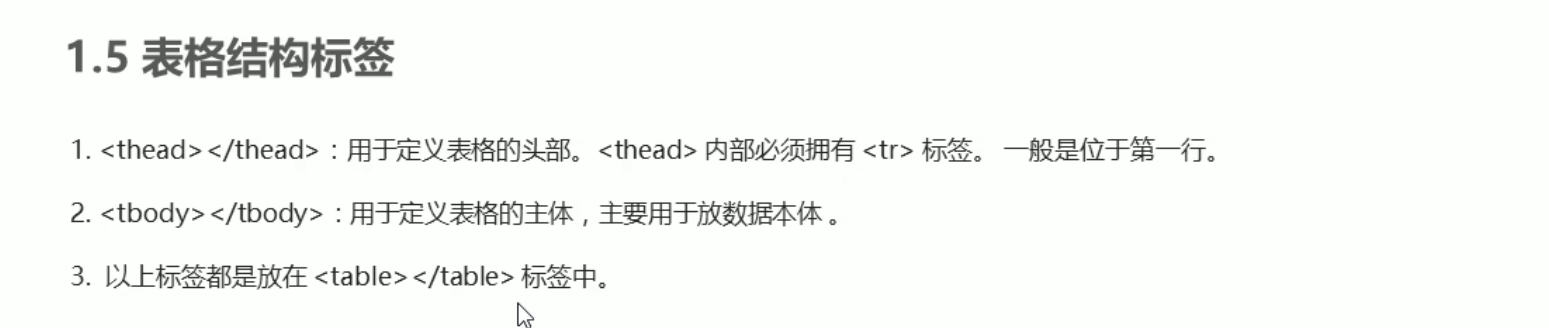 1.5 表格结构标签
1. <thead></thead>：用于定义表格的头部。<thead> 内部必须拥有 <tr> 标签。 一般是位于第一行。
2. <tbody></tbody>：用于定义表格的主体，主要用于放数据本体 。
3. 以上标签都是放在 <table></table> 标签中。